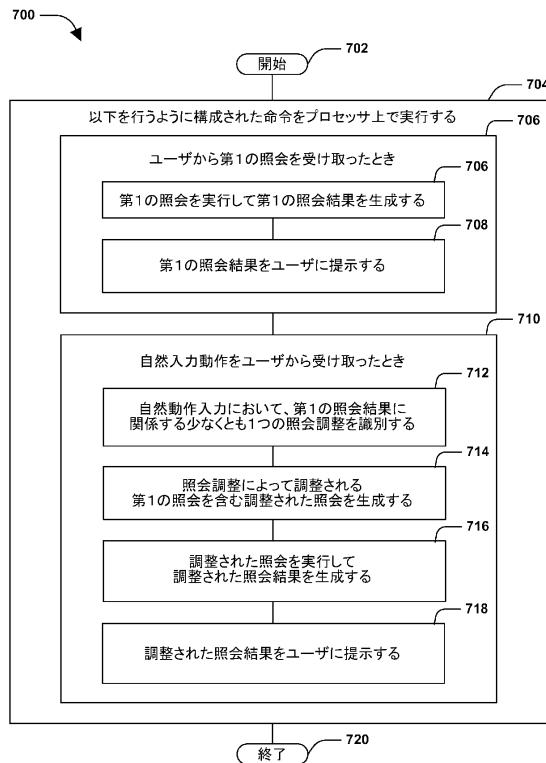 700
702
開始
704
以下を行うように構成された命令をプロセッサ上で実行する
706
ユーザから第1の照会を受け取ったとき
706
第1の照会を実行して第1の照会結果を生成する
708
第1の照会結果をユーザに提示する
710
自然入力動作をユーザから受け取ったとき
712
自然動作入力において、第1の照会結果に
関係する少なくとも1つの照会調整を識別する
714
照会調整によって調整される
第1の照会を含む調整された照会を生成する
716
調整された照会を実行して
調整された照会結果を生成する
718
調整された照会結果をユーザに提示する
720
終了